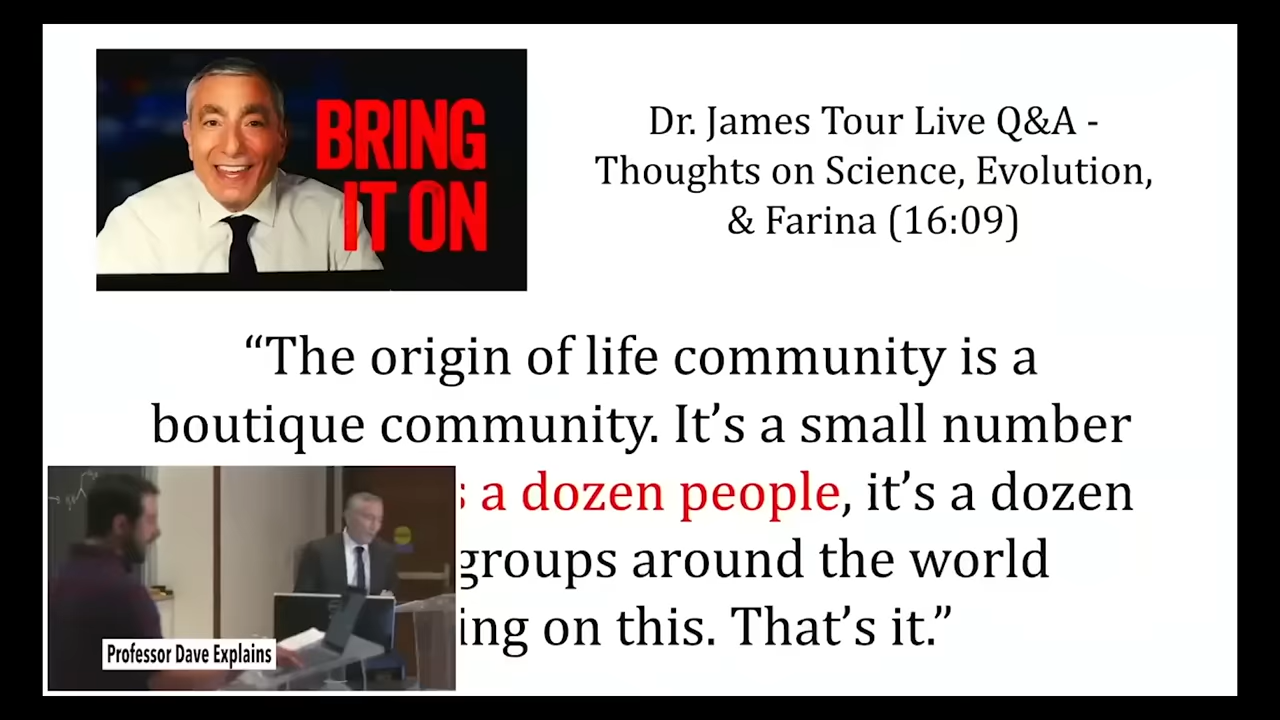 BRING
IT ON
Dr. James Tour Live Q&A -
Thoughts on Science, Evolution,
& Farina (16:09)
“The origin of life community is a
boutique community. It’s a small number
a dozen people, it’s a dozen
groups around the world
on this. That’s it.”
Professor Dave Explains